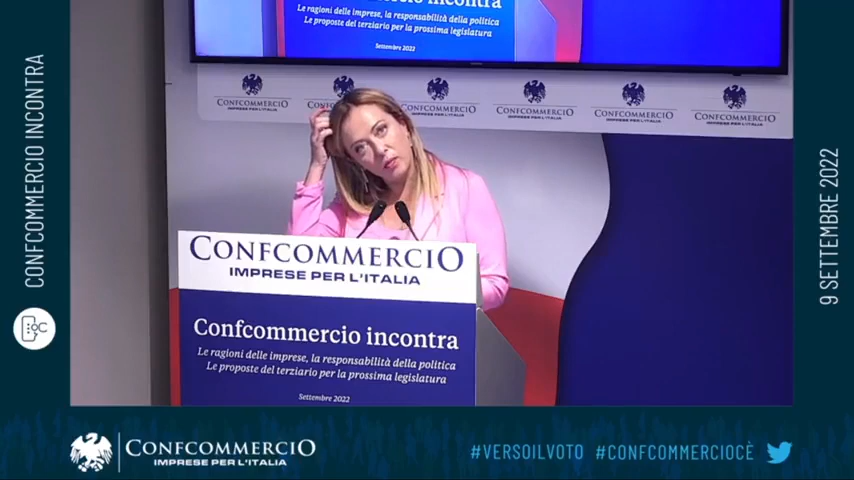 CONFCOMMERCIO INCONTRA
incontra
Le ragioni delle imprese, la responsabilità della politica
Le proposte del terziario per la prossima legislatura
Settembre 2022
CONFCOMMERCIO
IMPRESE PER L'ITALIA
CONFCOMMERCIO
IMPRESE PER L'ITALIA
CONFCOMMERCIO
IMPRESE PER L'ITALIA
CONFCOMMERCIO
IMPRESE PER L'ITALIA
CONFCOMMERCIO
IMPRESE PER L'ITALIA
CONFCOMMERCIO
IMPRESE PER L'ITALIA
Confcommercio incontra
Le ragioni delle imprese, la responsabilità della politica
Le proposte del terziario per la prossima legislatura
Settembre 2022
9 SETTEMBRE 2022
CONFCOMMERCIO
IMPRESE PER L'ITALIA
#VERSOILVOTO #CONFCOMMERCIOCÈ